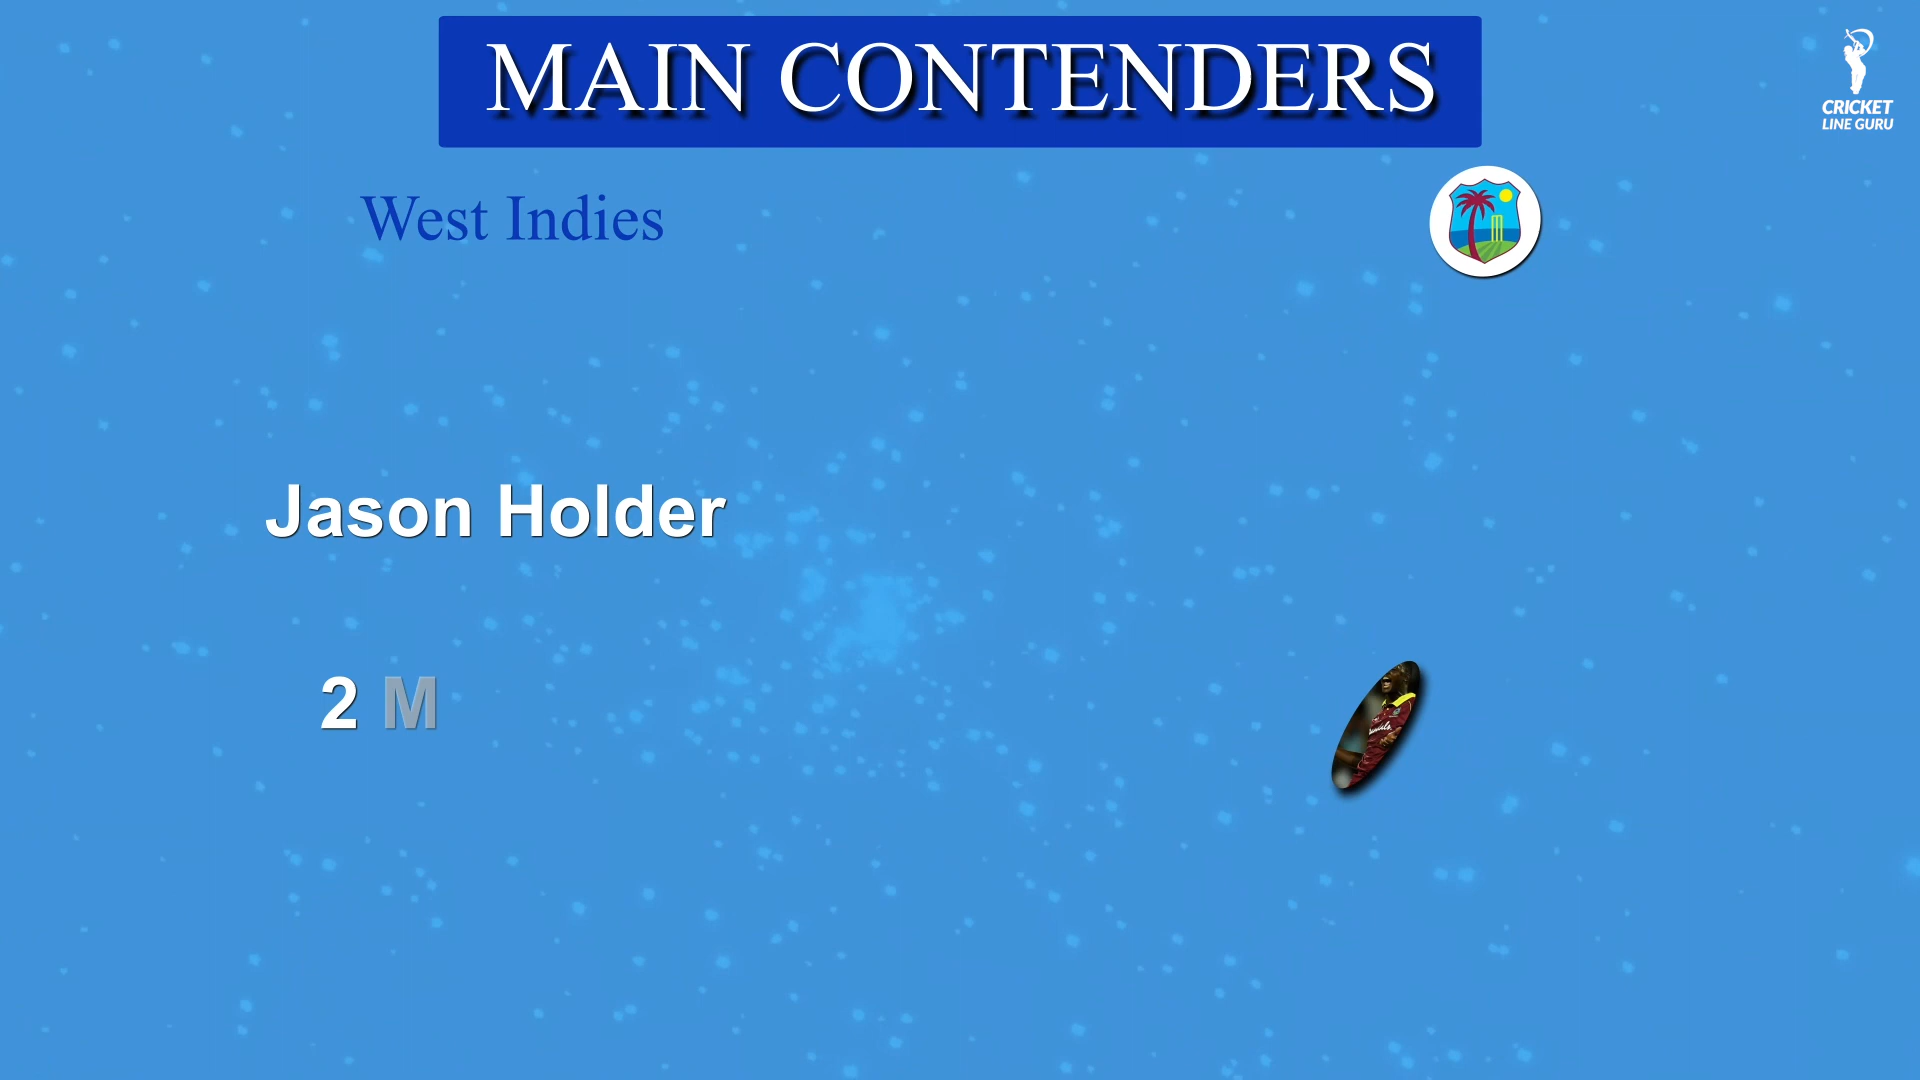 MAIN CONTENDERS
CRICKET
LINE GURU
West Indies
Jason Holder
2 M